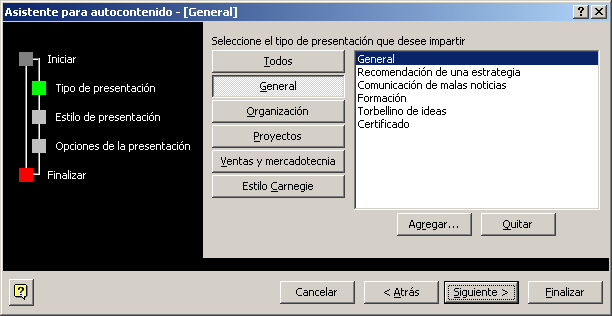 Asistente para autocontenido - [General]
Iniciar
Tipo de presentación
Estilo de presentación
Opciones de la presentación
Finalizar
Seleccione el tipo de presentación que desee impartir
Todos
General
Organización
Proyectos
Ventas y mercadotecnia
Estilo Carnegie
General
Recomendación de una estrategia
Comunicación de malas noticias
Formación
Torbellino de ideas
Certificado
Agregar... Quitar
? Cancelar < Atrás Siguiente > Finalizar